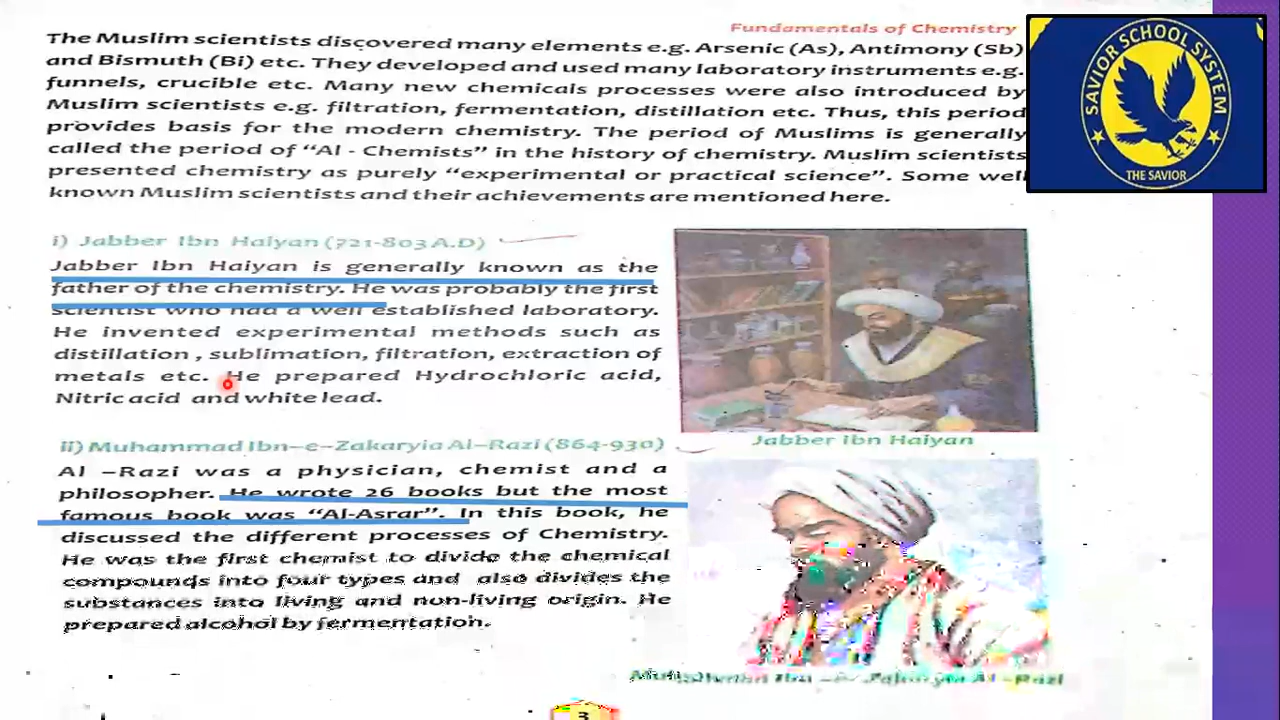 Fundamentals of Chemistry
The Muslim scientists discovered many elements e.g. Arsenic (As), Antimony (Sb)
and Bismuth (Bi) etc. They developed and used many laboratory instruments e.g.
funnels, crucible etc. Many new chemicals processes were also introduced by
Muslim scientists e.g. filtration, fermentation, distillation etc. Thus, this period
provides basis for the modern chemistry. The period of Muslims is generally
called the period of “Al - Chemists” in the history of chemistry. Muslim scientists
presented chemistry as purely “experimental or practical science”. Some well
known Muslim scientists and their achievements are mentioned here.
SAVIOR SCHOOL SYSTEM
THE SAVIOR
i) Jabber Ibn Haiyan (721-803 A.D)
Jabber Ibn Haiyan is generally known as the
father of the chemistry. He was probably the first
scientist who had a well established laboratory.
He invented experimental methods such as
distillation , sublimation, filtration, extraction of
metals etc. He prepared Hydrochloric acid,
Nitric acid and white lead.
Jabber Ibn Haiyan
ii) Muhammad Ibn–e–Zakaryia Al–Razi (864-930)
Al –Razi was a physician, chemist and a
philosopher. He wrote 26 books but the most
famous book was “Al-Asrar”. In this book, he
discussed the different processes of Chemistry.
He was the first chemist to divide the chemical
compounds into four types and also divides the
substances into living and non-living origin. He
prepared alcohol by fermentation.
Al –Razi
3